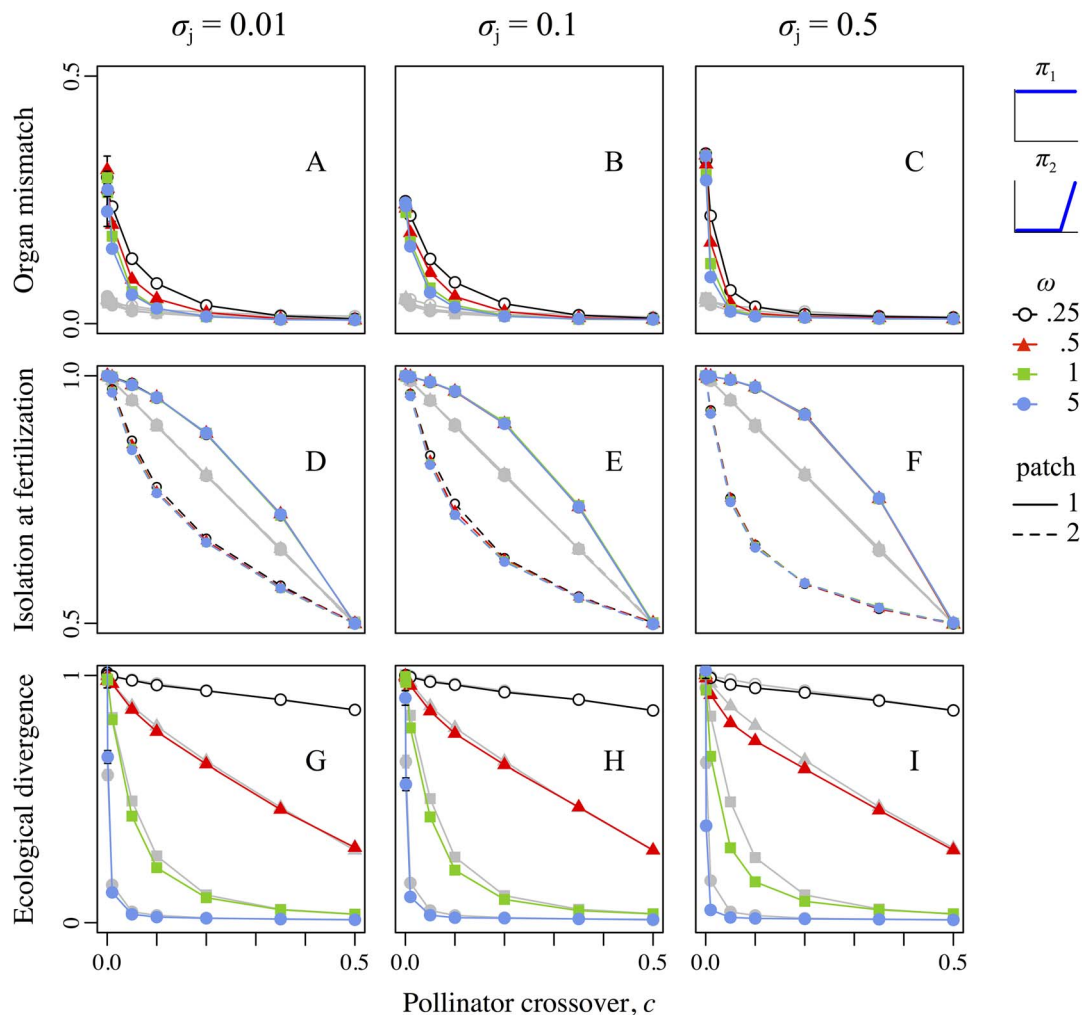 σj = 0.01 σj = 0.1 σj = 0.5
Organ mismatch
0.5
0.0
A B C
π1
π2
ω
.25
.5
1
5
patch
1
2
Isolation at fertilization
1.0
0.5
D E F
Ecological divergence
1
0
G H I
0.0 0.5 0.0 0.5 0.0 0.5
Pollinator crossover, c